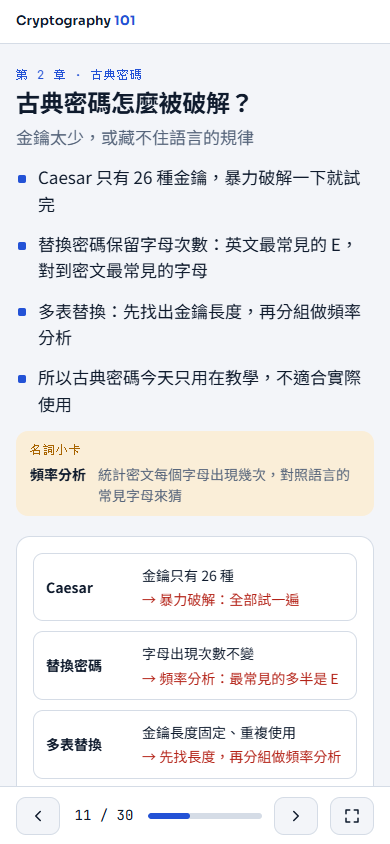 Cryptography 101
第 2 章 · 古典密碼
古典密碼怎麼被破解？
金鑰太少，或藏不住語言的規律
Caesar 只有 26 種金鑰，暴力破解一下就試
完
替換密碼保留字母次數：英文最常見的 E，
對到密文最常見的字母
多表替換：先找出金鑰長度，再分組做頻率
分析
所以古典密碼今天只用在教學，不適合實際
使用
名詞小卡
頻率分析 統計密文每個字母出現幾次，對照語言的
常見字母來猜
Caesar
金鑰只有 26 種
→ 暴力破解：全部試一遍
替換密碼
字母出現次數不變
→ 頻率分析：最常見的多半是 E
多表替換
金鑰長度固定、重複使用
→ 先找長度，再分組做頻率分析
11 / 30